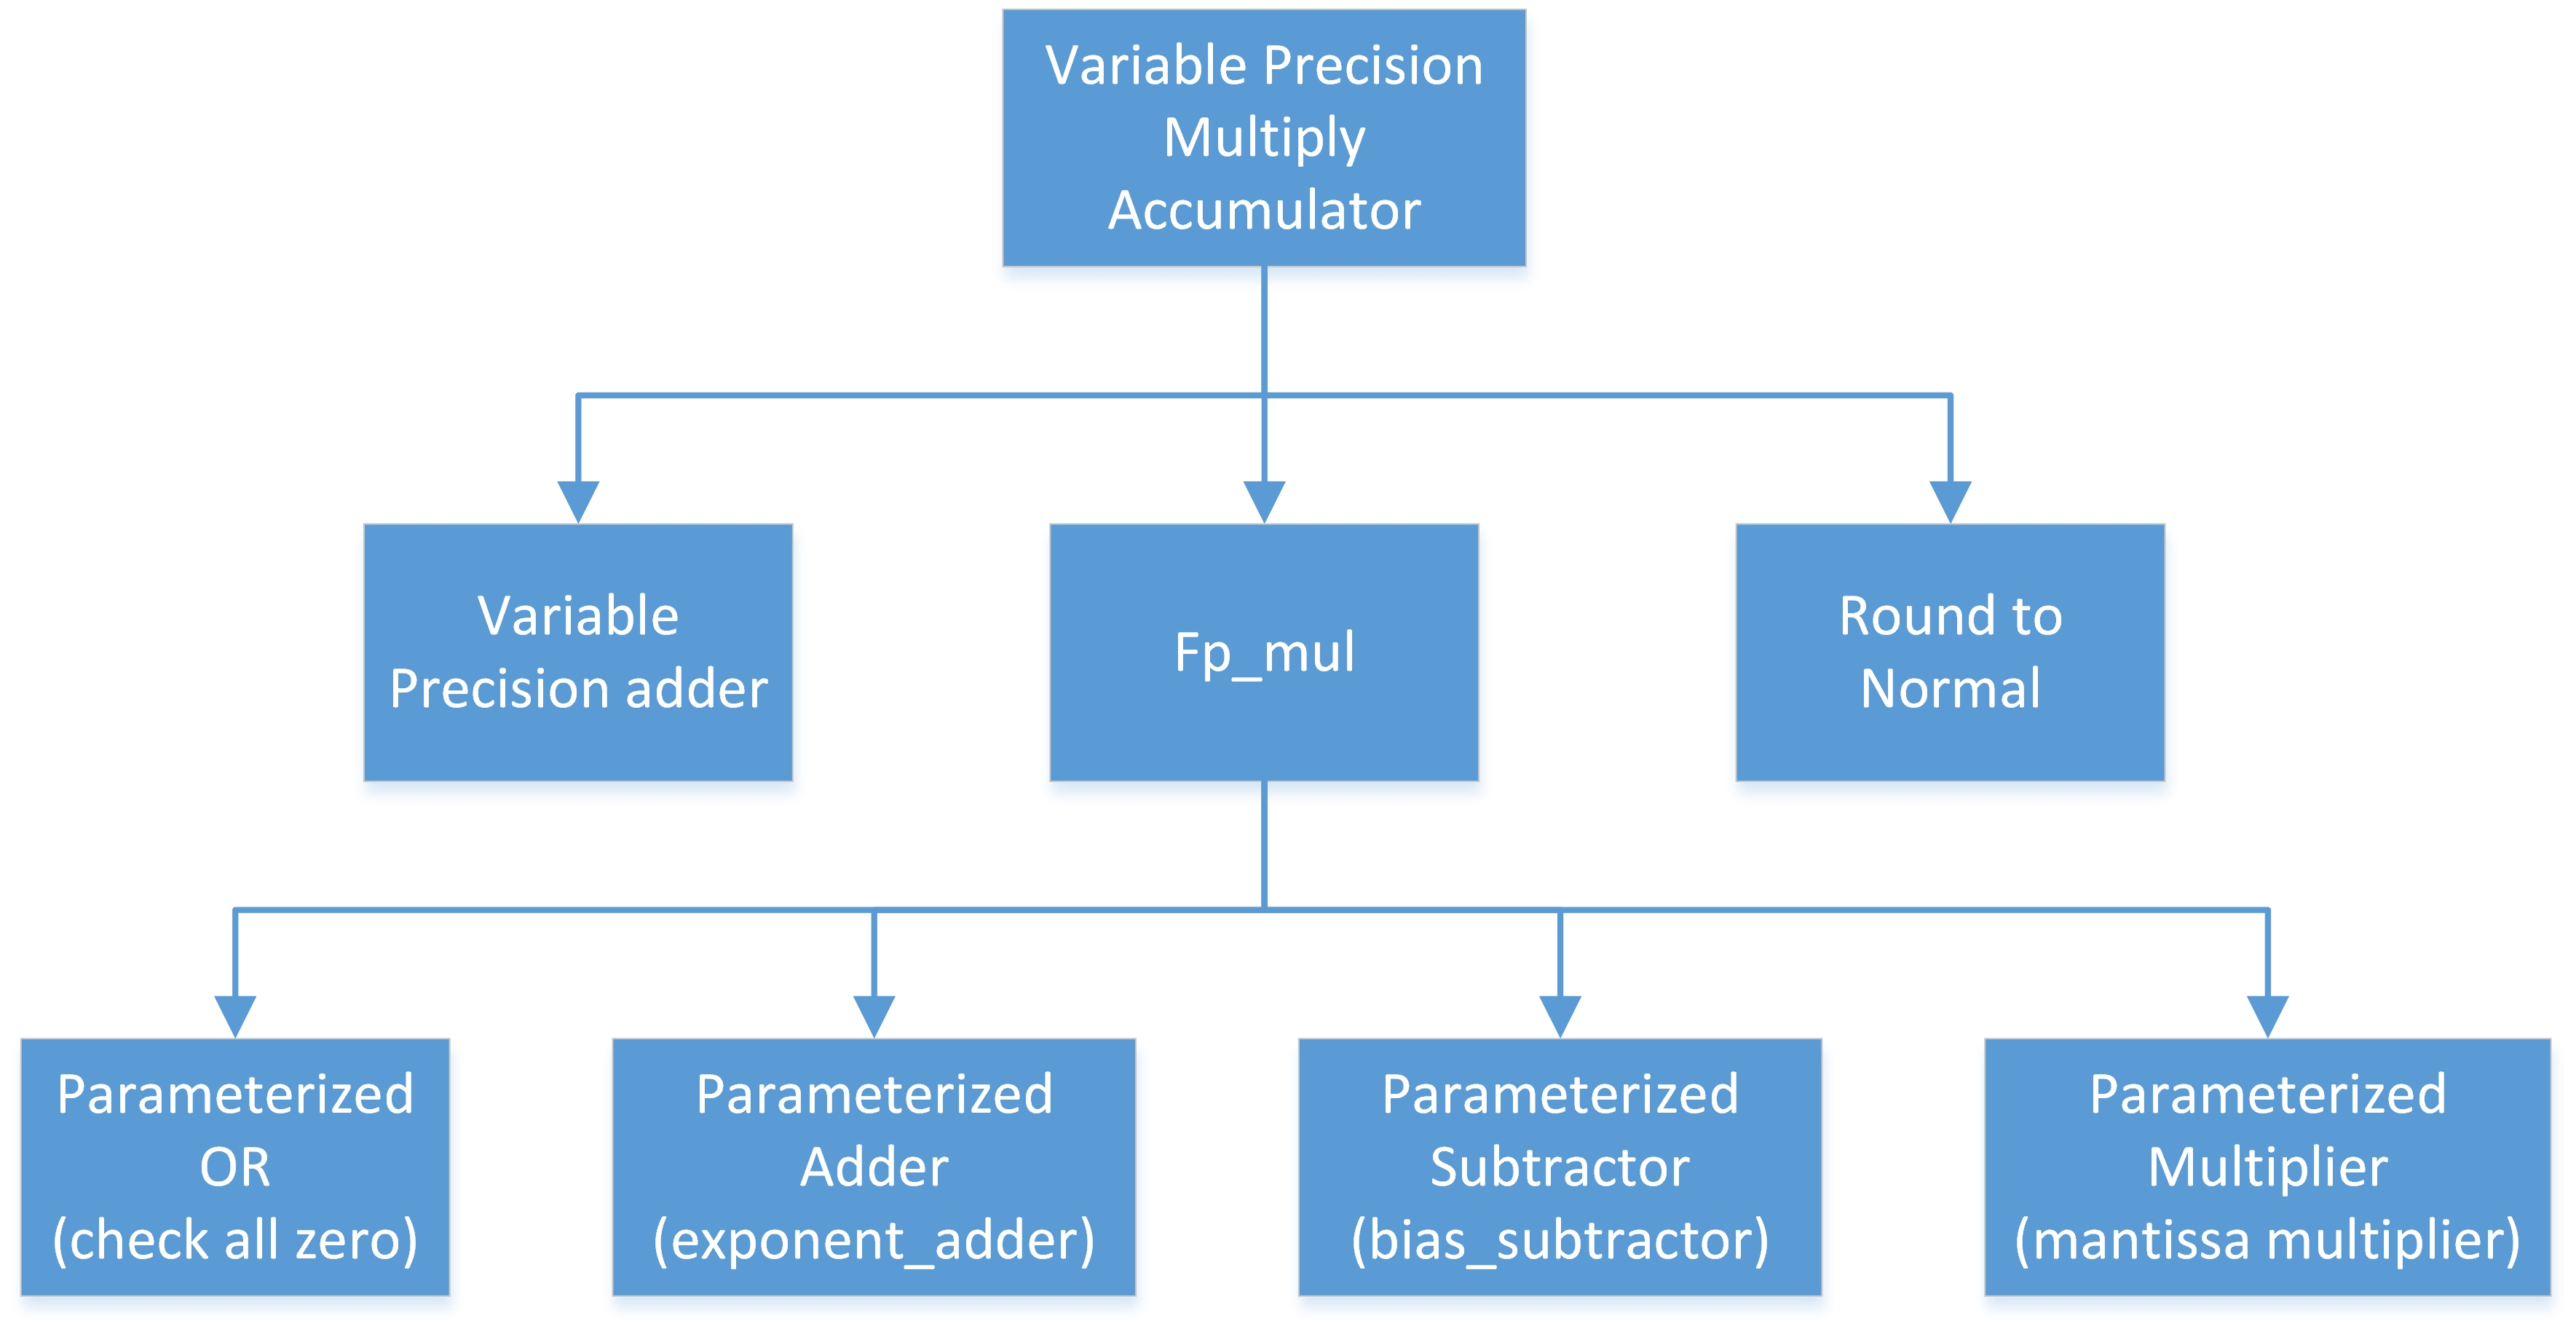 Variable Precision
Multiply
Accumulator
Variable
Precision adder
Fp_mul
Round to
Normal
Parameterized
OR
(check all zero)
Parameterized
Adder
(exponent_adder)
Parameterized
Subtractor
(bias_subtractor)
Parameterized
Multiplier
(mantissa multiplier)